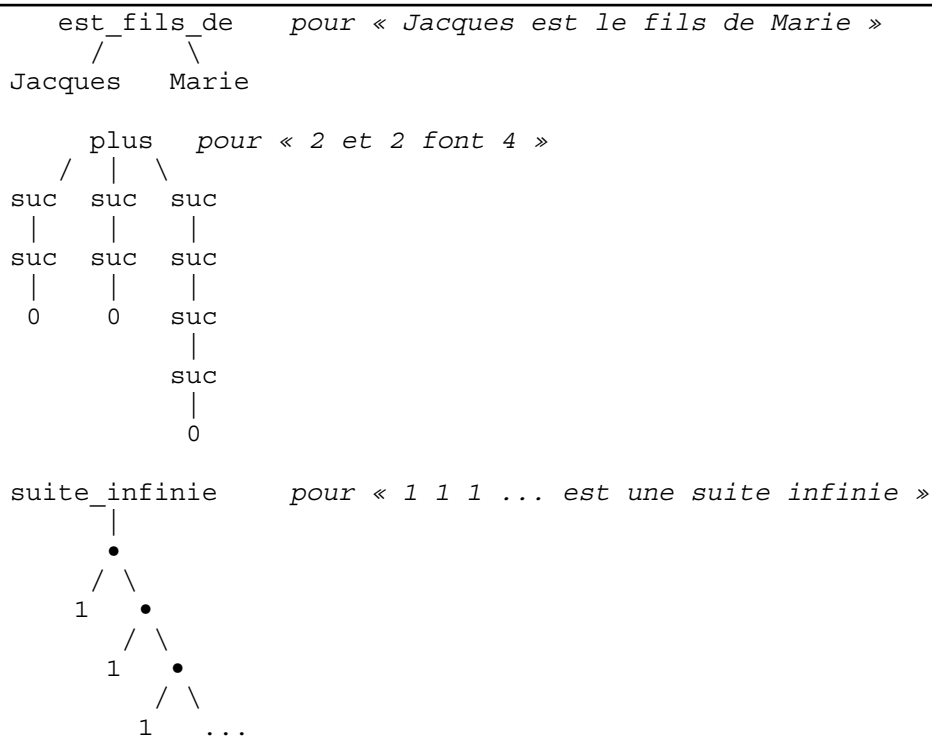 est_fils_de pour « Jacques est le fils de Marie »
/ \
Jacques Marie
plus pour « 2 et 2 font 4 »
/ | \
suc suc suc
| | |
suc suc suc
| | |
0 0 suc
|
suc
|
0
suite_infinie pour « 1 1 1 ... est une suite infinie »
|
•
/ \
1 •
/ \
1 •
/ \
1 ...